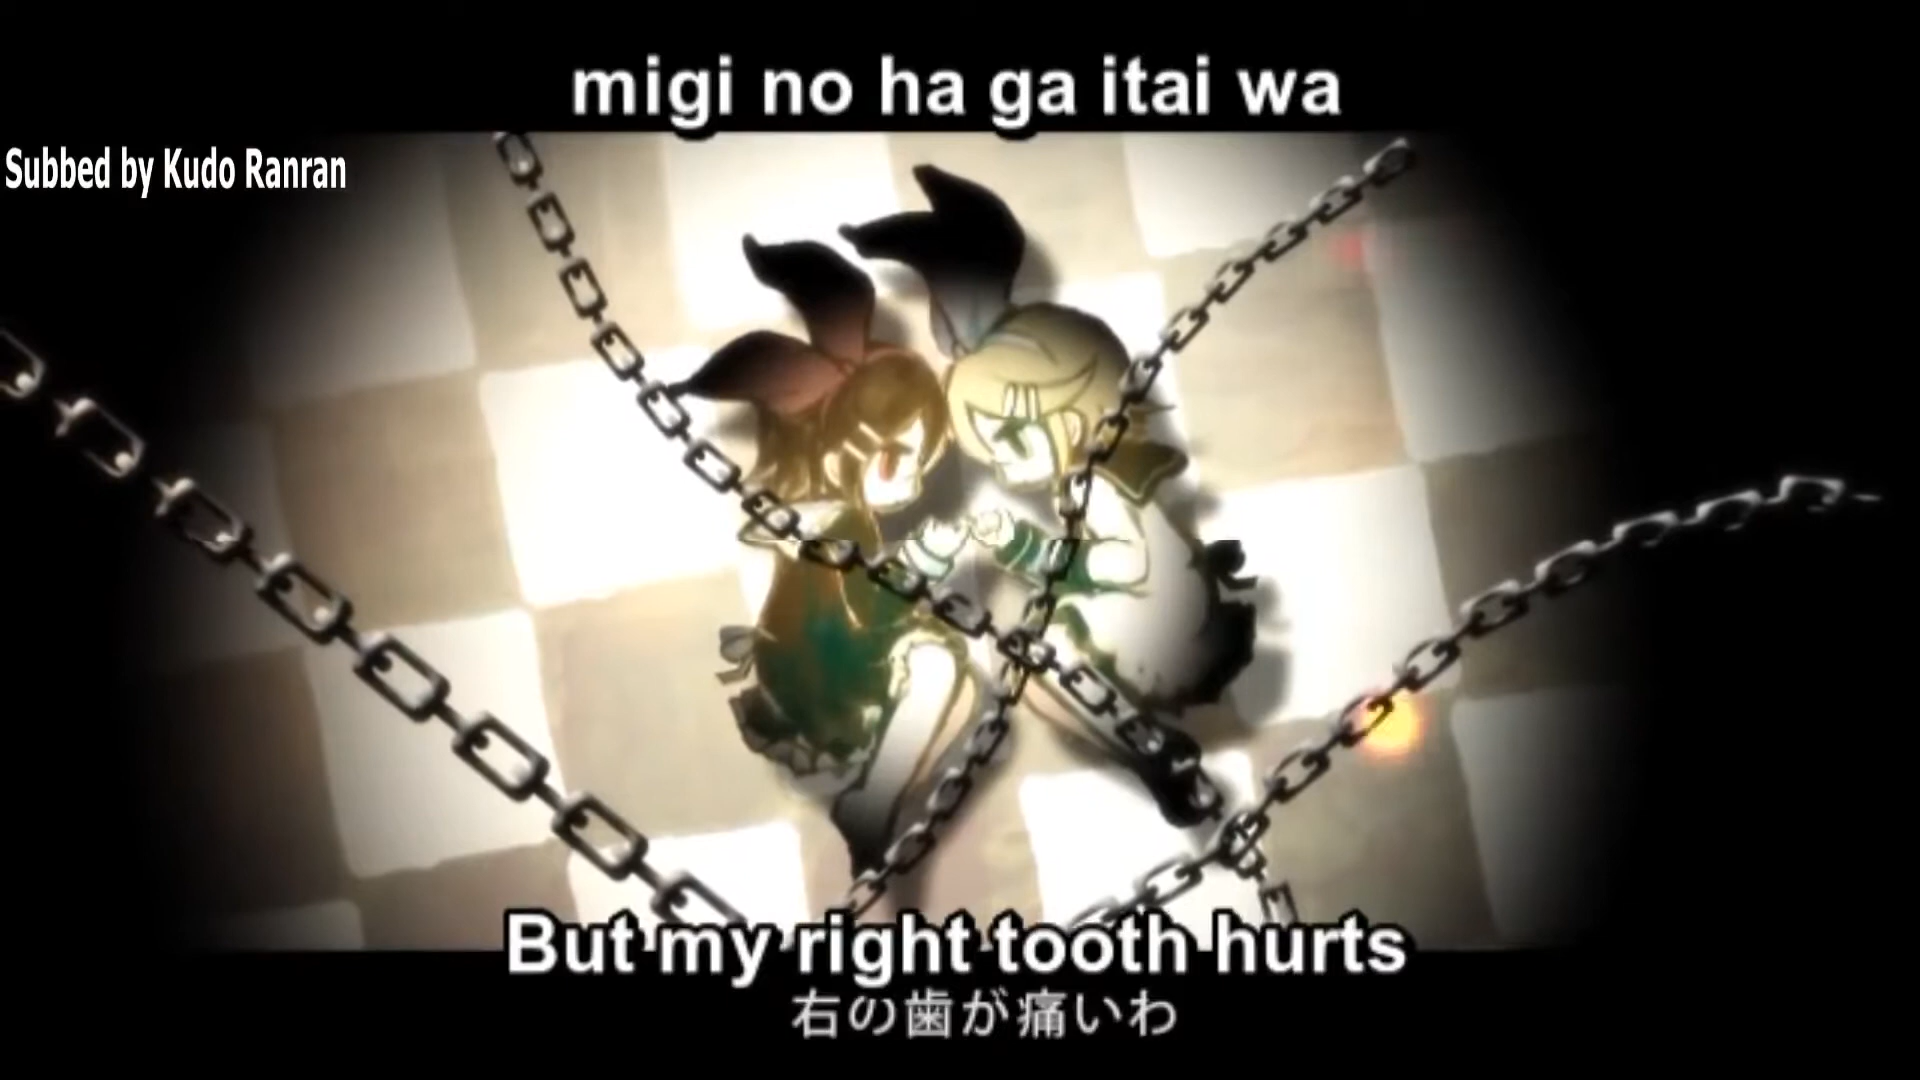 migi no ha ga itai wa
Subbed by Kudo Ranran
But my right tooth hurts
右の歯が痛いわ